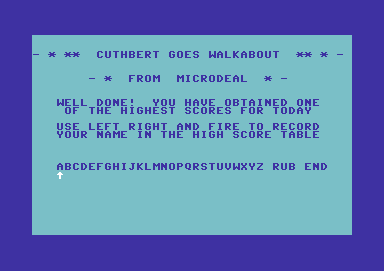 - * ** CUTHBERT GOES WALKABOUT ** * -
- * FROM MICRODEAL * -
WELL DONE! YOU HAVE OBTAINED ONE
OF THE HIGHEST SCORES FOR TODAY
USE LEFT RIGHT AND FIRE TO RECORD
YOUR NAME IN THE HIGH SCORE TABLE
ABCDEFGHIJKLMNOPQRSTUVWXYZ RUB END
↑